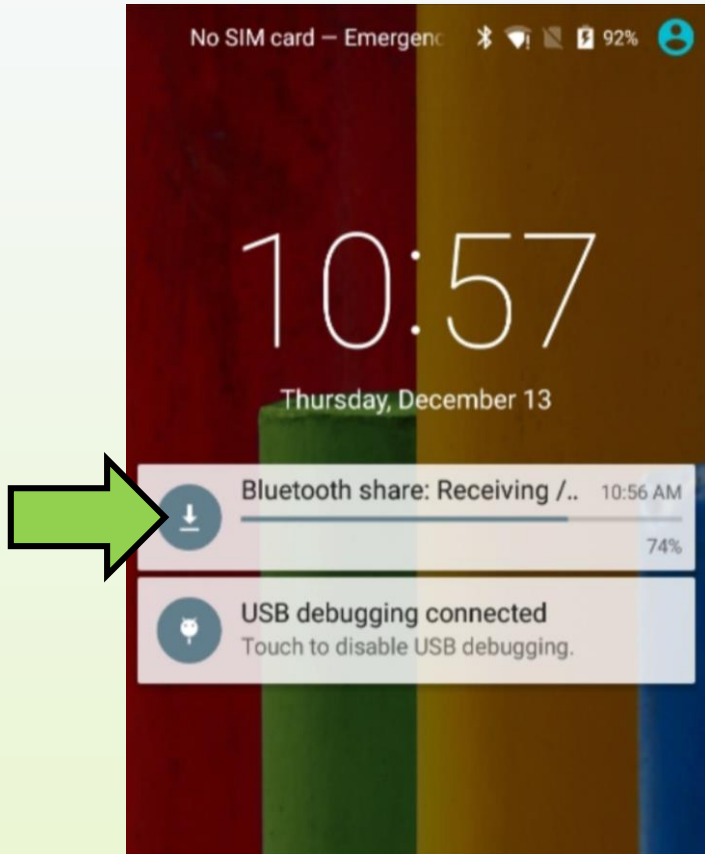 No SIM card — Emergenc 92%
10:57
Thursday, December 13
Bluetooth share: Receiving /.. 10:56 AM
74%
USB debugging connected
Touch to disable USB debugging.